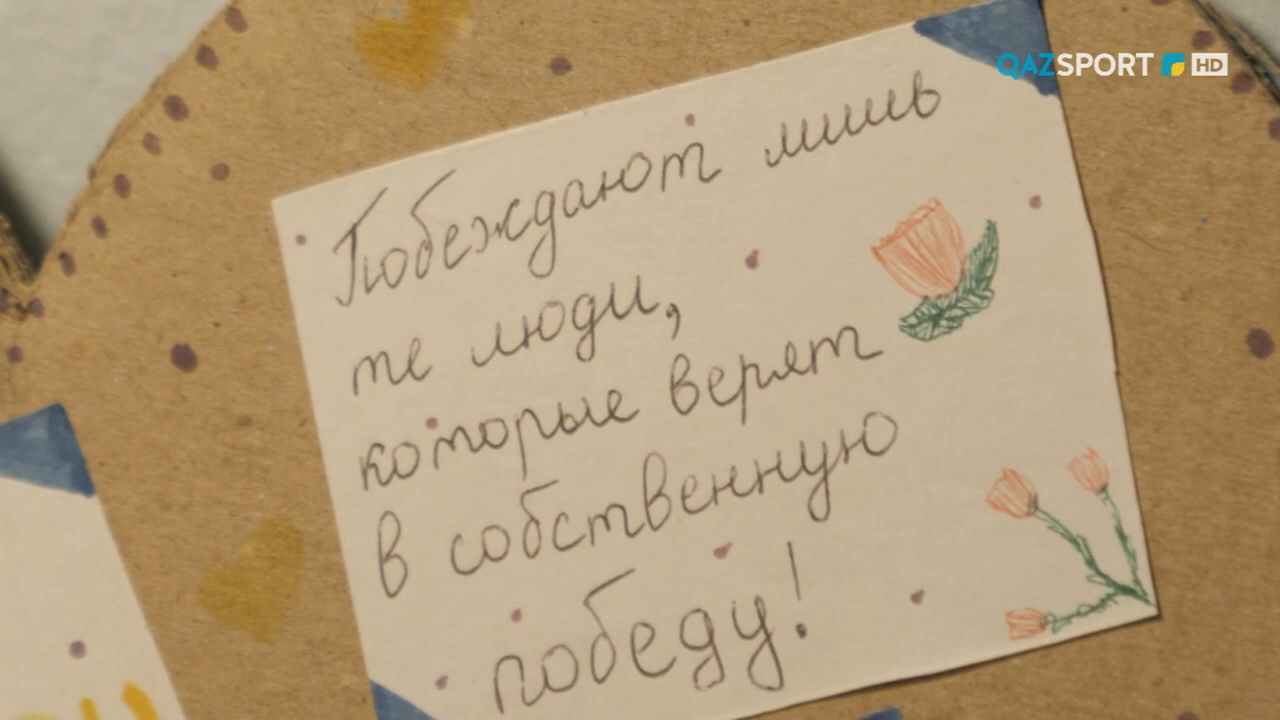 QAZSPORT HD
Побеждают лишь
те люди,
которые верят
в собственную
победу!